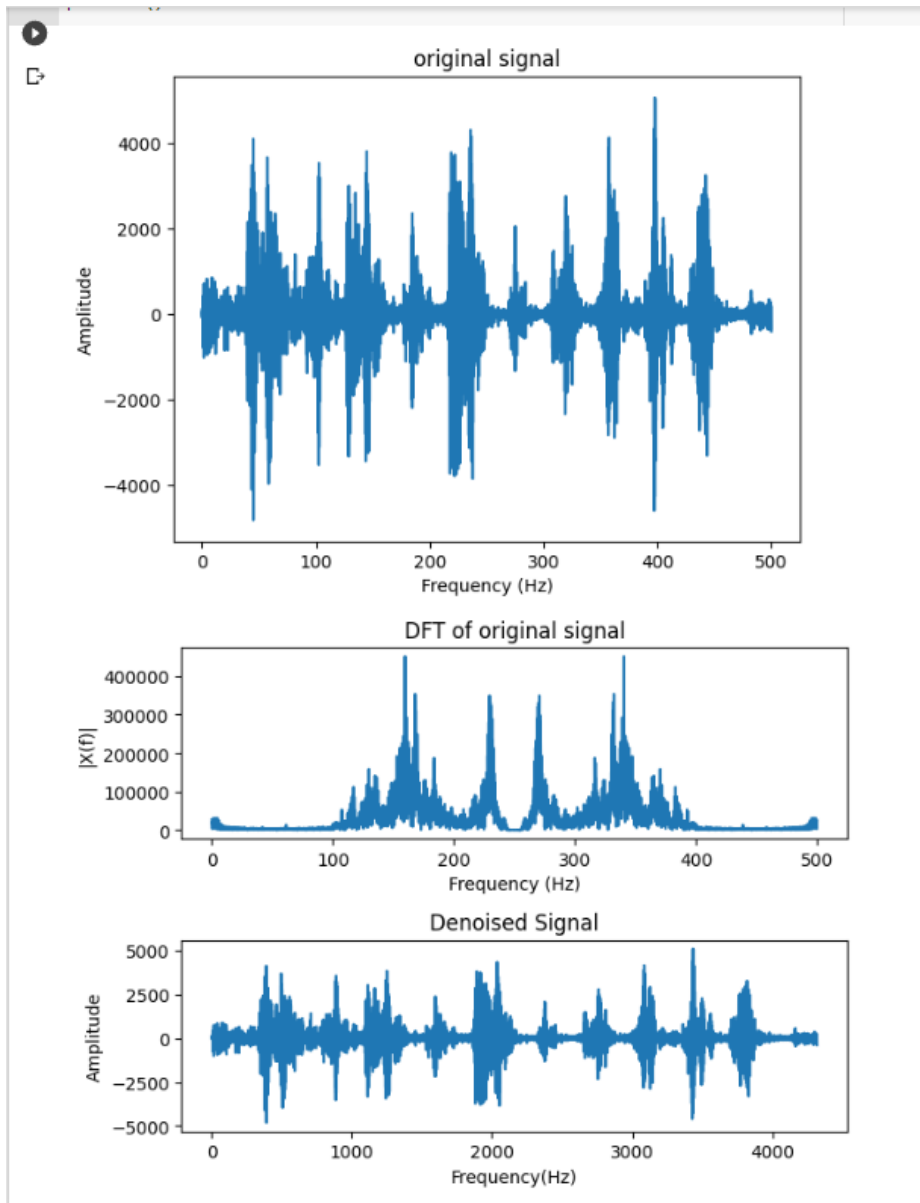 original signal
4000
2000
0
−2000
−4000
Amplitude
0 100 200 300 400 500
Frequency (Hz)
DFT of original signal
400000
300000
200000
100000
0
|X(f)|
0 100 200 300 400 500
Frequency (Hz)
Denoised Signal
5000
2500
0
−2500
−5000
Amplitude
0 1000 2000 3000 4000
Frequency(Hz)